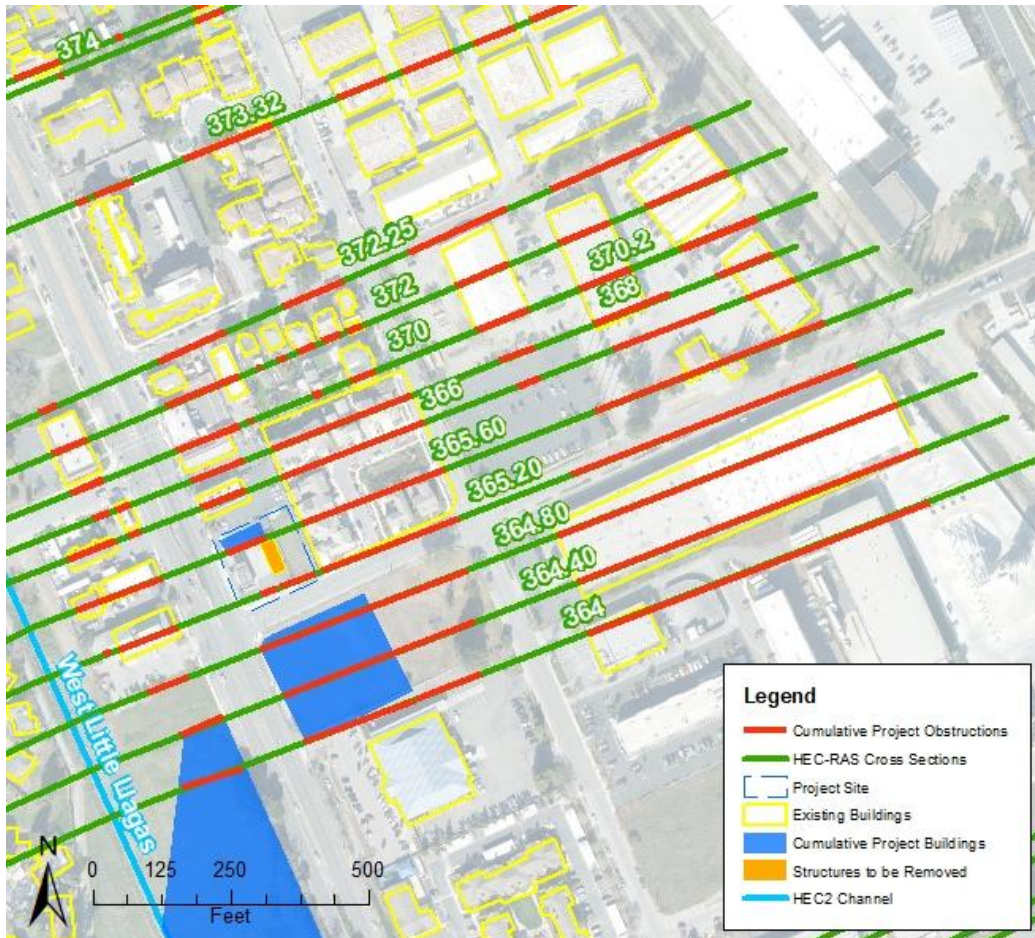 374
373.32
372.25
372
370.2
368
370
366
365.60
365.20
364.80
364.40
364
West Little Llagas
N
0 125 250 500
Feet
Legend
Cumulative Project Obstructions
HEC-RAS Cross Sections
Project Site
Existing Buildings
Cumulative Project Buildings
Structures to be Removed
HEC2 Channel